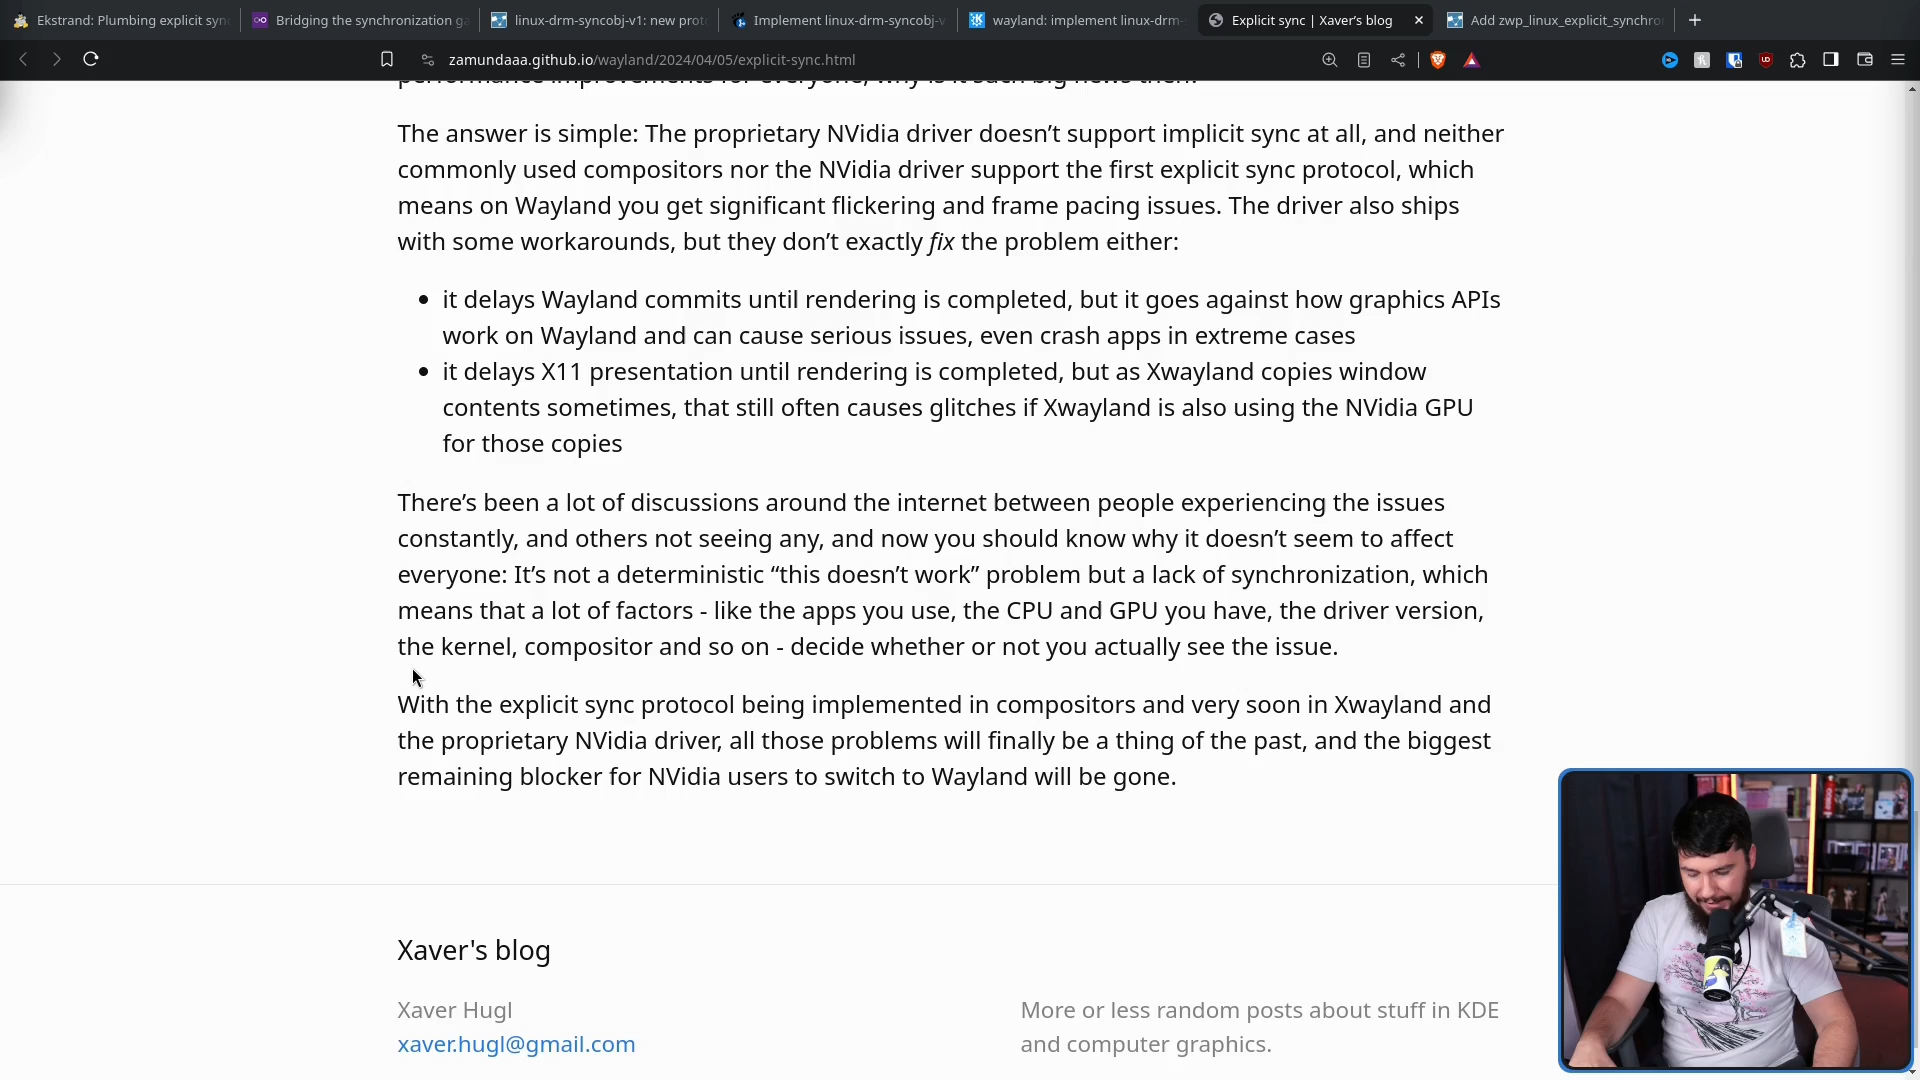 Ekstrand: Plumbing explicit syn
Bridging the synchronization ga
linux-drm-syncobj-v1: new proto
Implement linux-drm-syncobj-v
wayland: implement linux-drm-
Explicit sync | Xaver’s blog
Add zwp_linux_explicit_synchro
zamundaaa.github.io/wayland/2024/04/05/explicit-sync.html
performance improvements for everyone, why is it such big news then?
The answer is simple: The proprietary NVidia driver doesn’t support implicit sync at all, and neither
commonly used compositors nor the NVidia driver support the first explicit sync protocol, which
means on Wayland you get significant flickering and frame pacing issues. The driver also ships
with some workarounds, but they don’t exactly fix the problem either:
• it delays Wayland commits until rendering is completed, but it goes against how graphics APIs
work on Wayland and can cause serious issues, even crash apps in extreme cases
• it delays X11 presentation until rendering is completed, but as Xwayland copies window
contents sometimes, that still often causes glitches if Xwayland is also using the NVidia GPU
for those copies
There’s been a lot of discussions around the internet between people experiencing the issues
constantly, and others not seeing any, and now you should know why it doesn’t seem to affect
everyone: It’s not a deterministic “this doesn’t work” problem but a lack of synchronization, which
means that a lot of factors - like the apps you use, the CPU and GPU you have, the driver version,
the kernel, compositor and so on - decide whether or not you actually see the issue.
With the explicit sync protocol being implemented in compositors and very soon in Xwayland and
the proprietary NVidia driver, all those problems will finally be a thing of the past, and the biggest
remaining blocker for NVidia users to switch to Wayland will be gone.
Xaver's blog
Xaver Hugl
xaver.hugl@gmail.com
More or less random posts about stuff in KDE
and computer graphics.